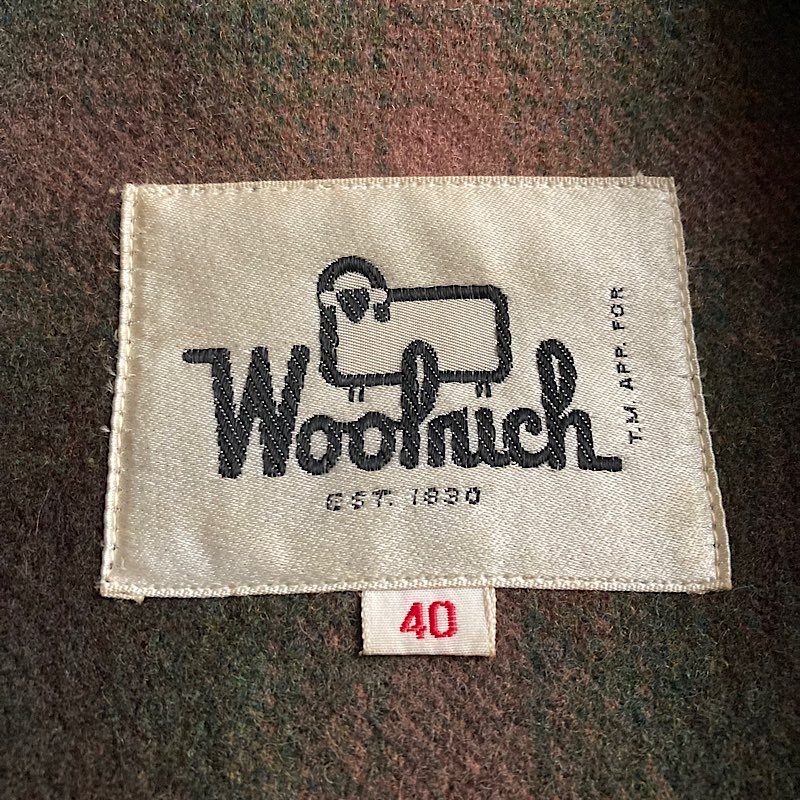 Woolrich
EST. 1830
T.M. APP. FOR
40